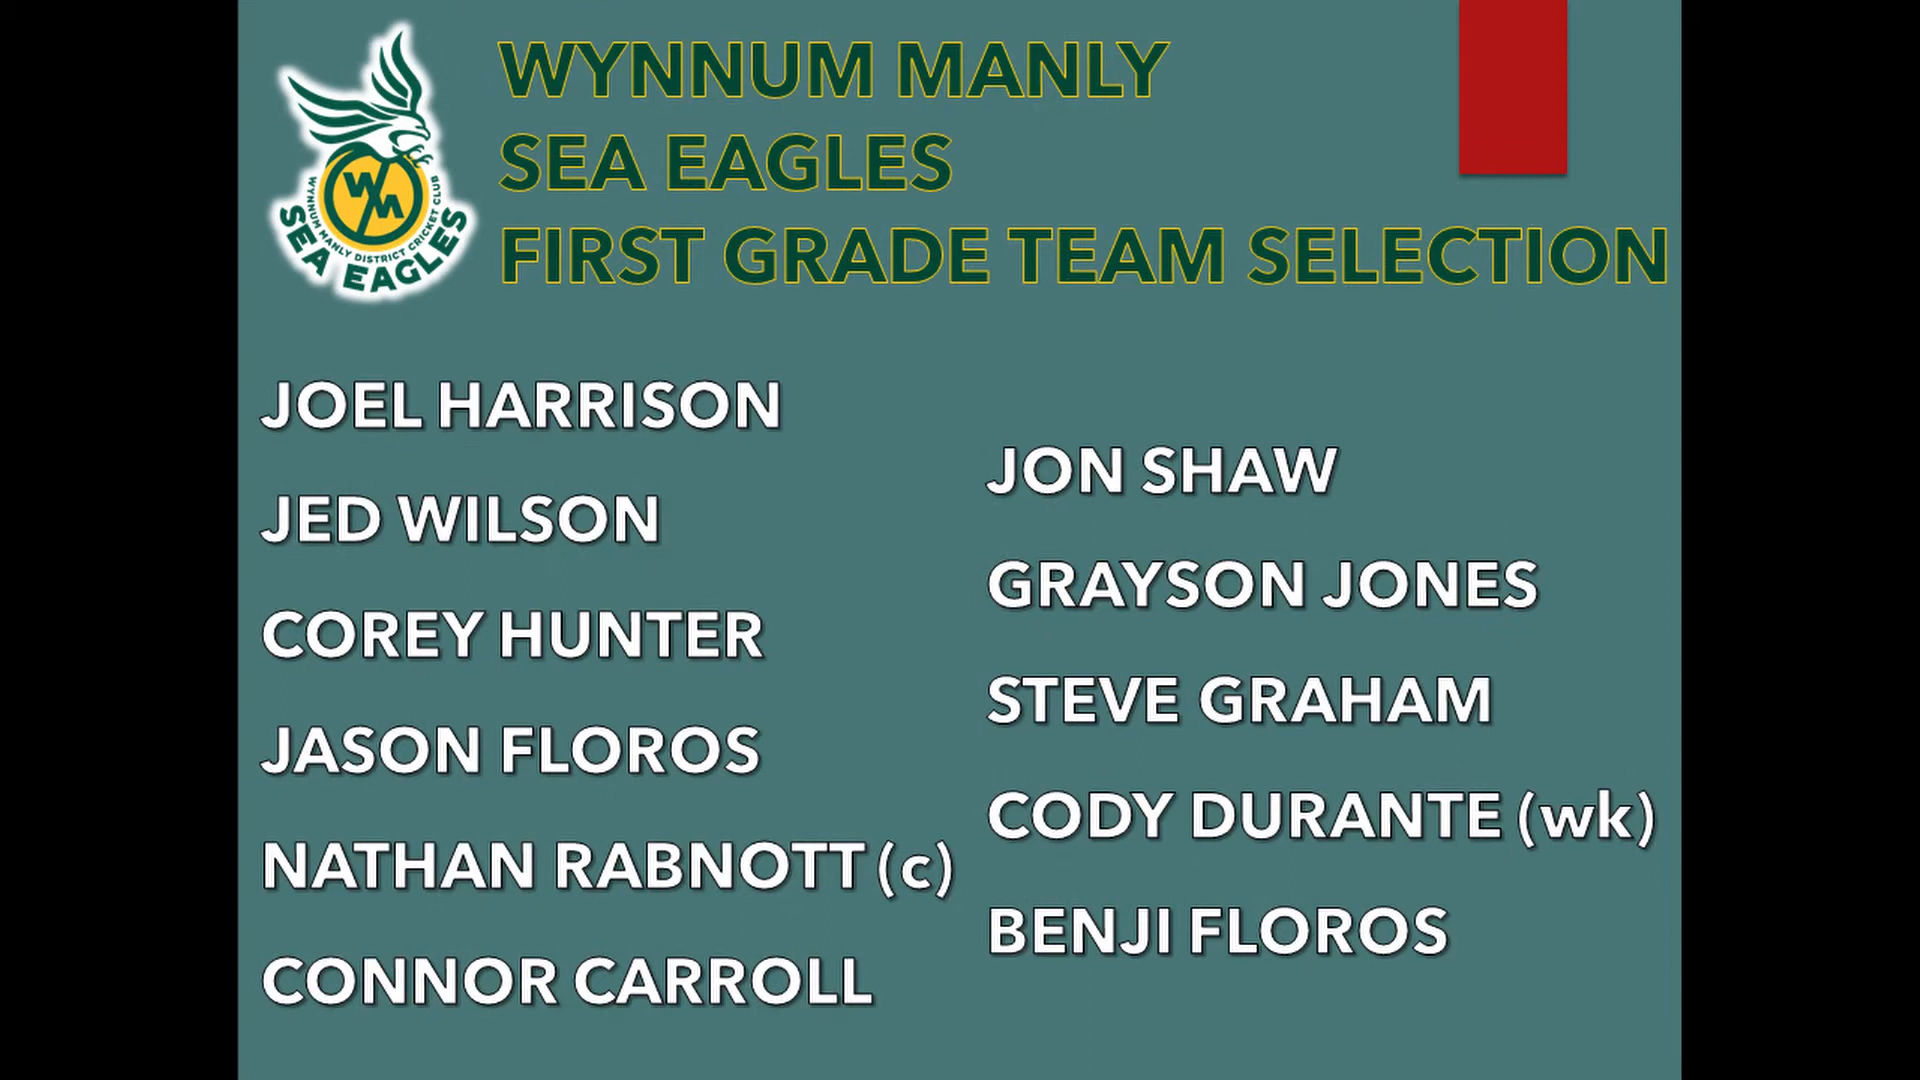 WYNNUM MANLY
SEA EAGLES
FIRST GRADE TEAM SELECTION
WM
WYNNUM MANLY DISTRICT CRICKET CLUB
SEA EAGLES
JOEL HARRISON
JED WILSON
COREY HUNTER
JASON FLOROS
NATHAN RABNOTT (c)
CONNOR CARROLL
JON SHAW
GRAYSON JONES
STEVE GRAHAM
CODY DURANTE (wk)
BENJI FLOROS